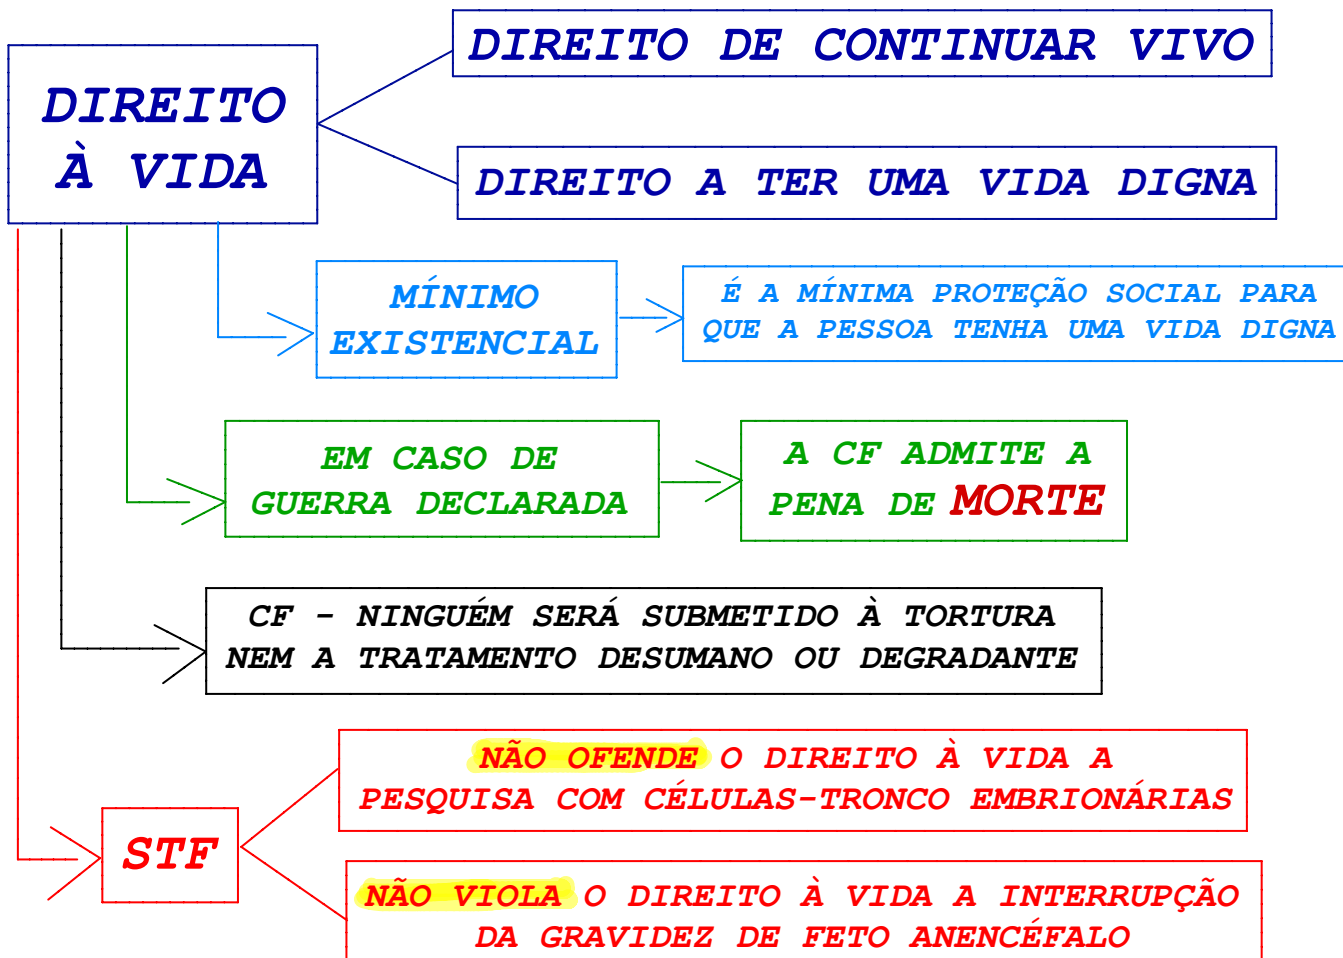 DIREITO
À VIDA
DIREITO DE CONTINUAR VIVO
DIREITO A TER UMA VIDA DIGNA
MÍNIMO
EXISTENCIAL
É A MÍNIMA PROTEÇÃO SOCIAL PARA
QUE A PESSOA TENHA UMA VIDA DIGNA
EM CASO DE
GUERRA DECLARADA
A CF ADMITE A
PENA DE MORTE
CF - NINGUÉM SERÁ SUBMETIDO À TORTURA
NEM A TRATAMENTO DESUMANO OU DEGRADANTE
STF
NÃO OFENDE O DIREITO À VIDA A
PESQUISA COM CÉLULAS-TRONCO EMBRIONÁRIAS
NÃO VIOLA O DIREITO À VIDA A INTERRUPÇÃO
DA GRAVIDEZ DE FETO ANENCÉFALO